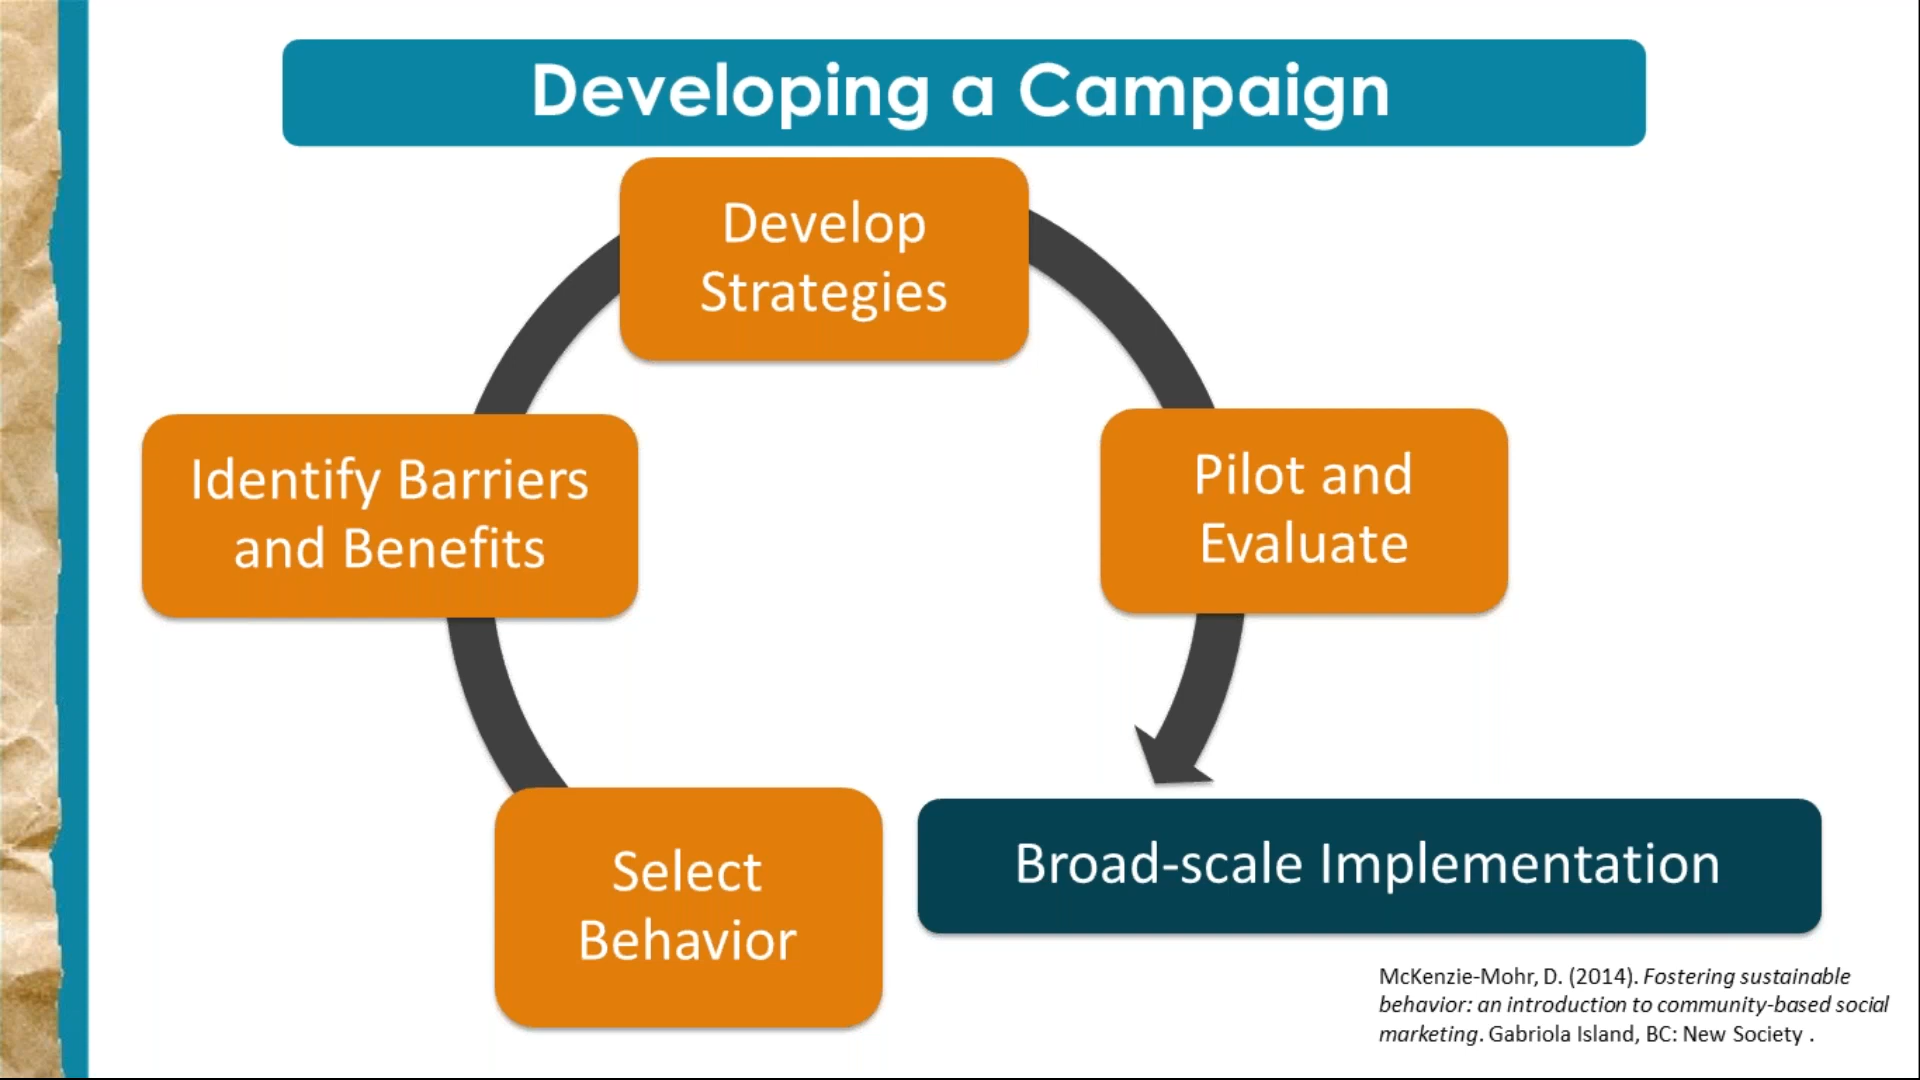 Developing a Campaign
Develop
Strategies
Identify Barriers
and Benefits
Pilot and
Evaluate
Select
Behavior
Broad-scale Implementation
McKenzie-Mohr, D. (2014). Fostering sustainable
behavior: an introduction to community-based social
marketing. Gabriola Island, BC: New Society .